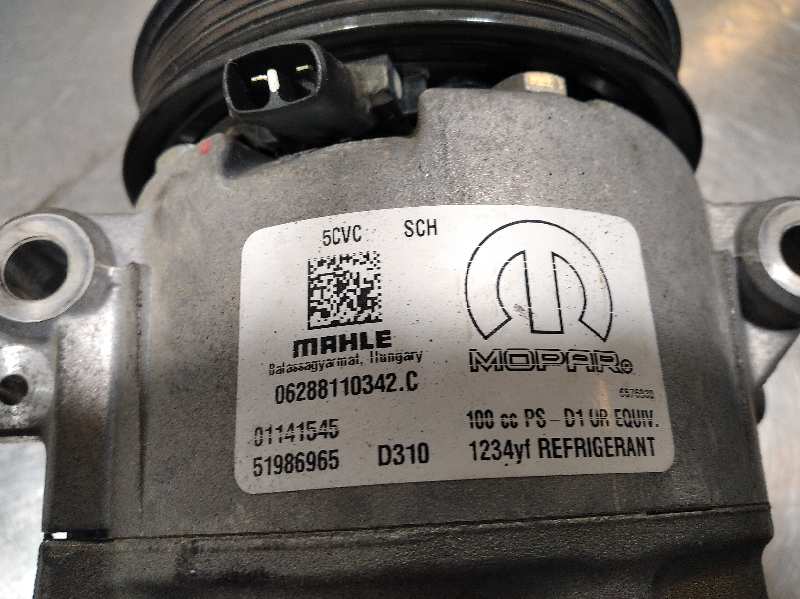 5CVC SCH
MAHLE
Balassagyarmat, Hungary
MOPAR
06288110342.C
01141545
100 cc PS - D1 OR EQUIV.
51986965 D310 1234yf REFRIGERANT